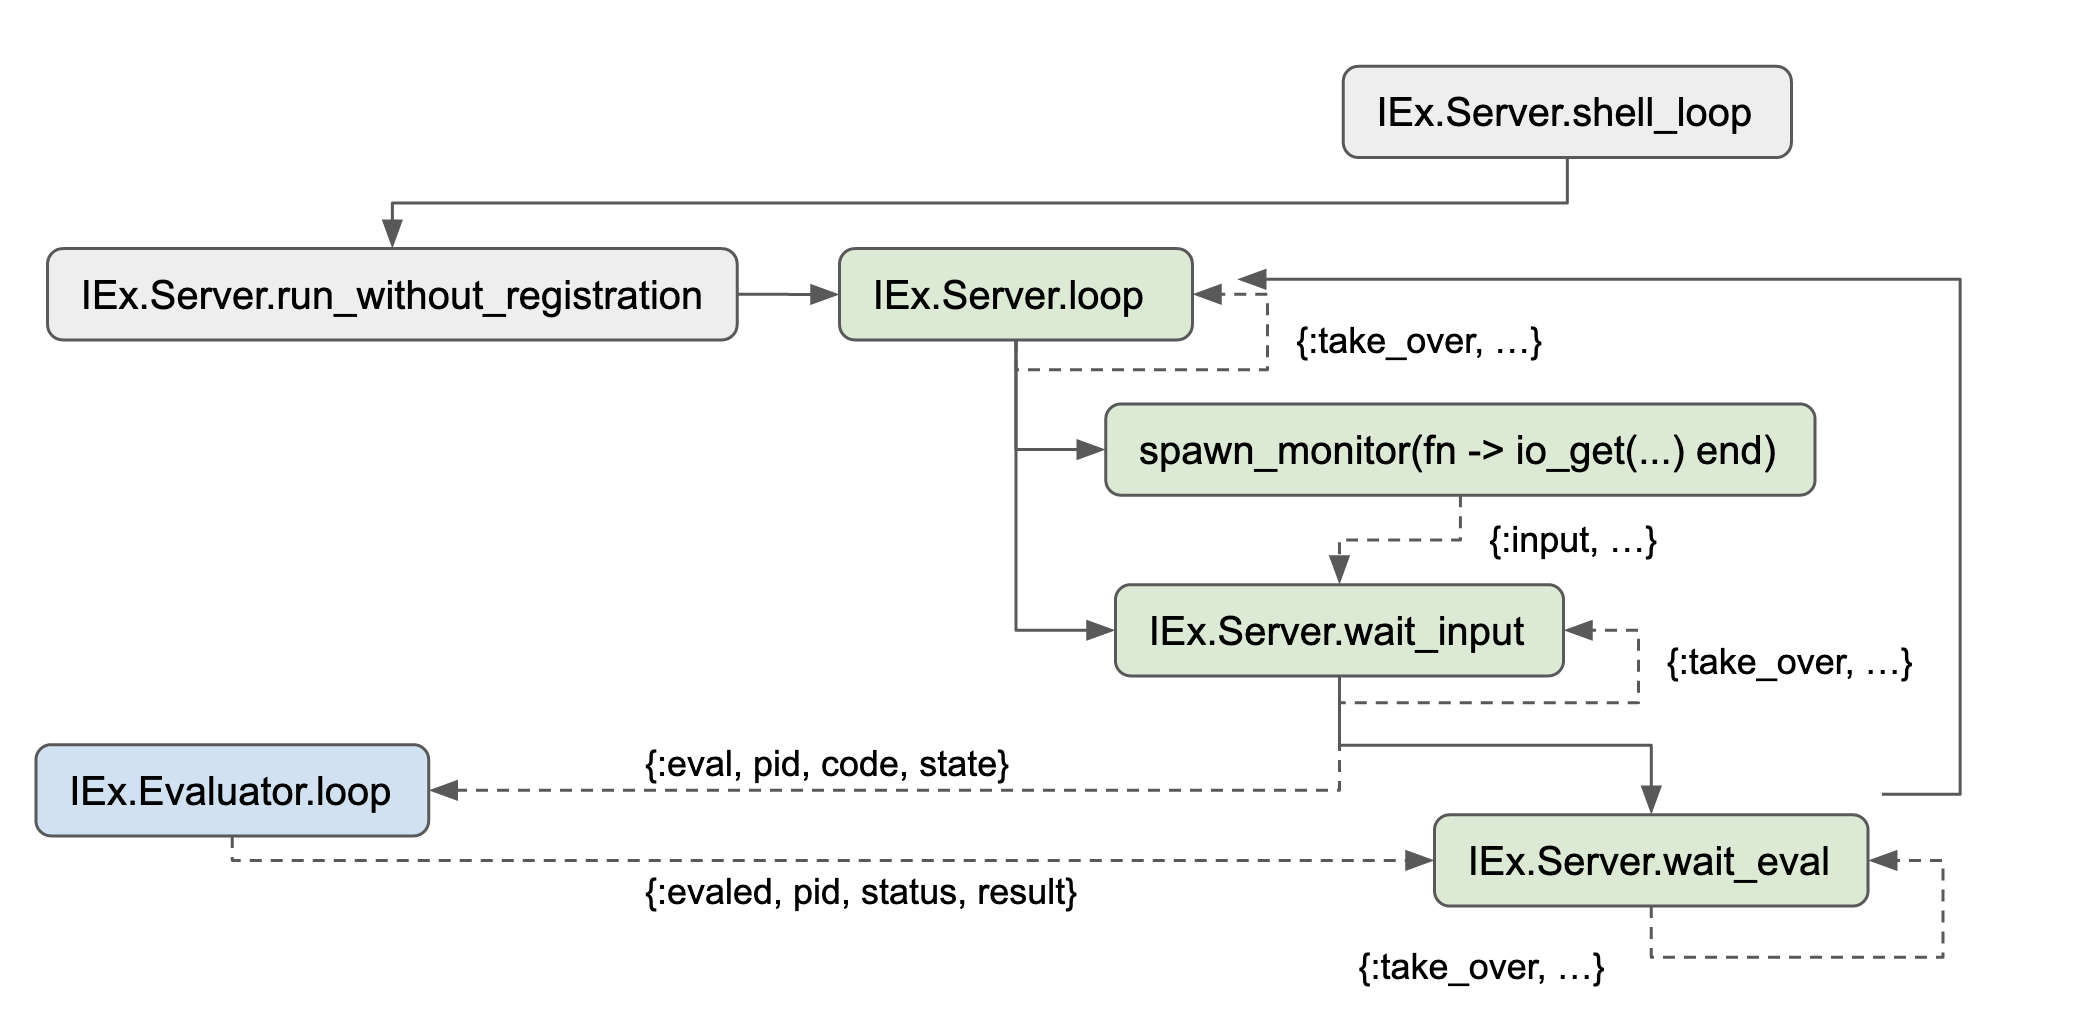 IEx.Server.shell_loop
IEx.Server.run_without_registration
IEx.Server.loop
{:take_over, …}
spawn_monitor(fn -> io_get(...) end)
{:input, …}
IEx.Server.wait_input
{:take_over, …}
{:eval, pid, code, state}
IEx.Evaluator.loop
IEx.Server.wait_eval
{:evaled, pid, status, result}
{:take_over, …}